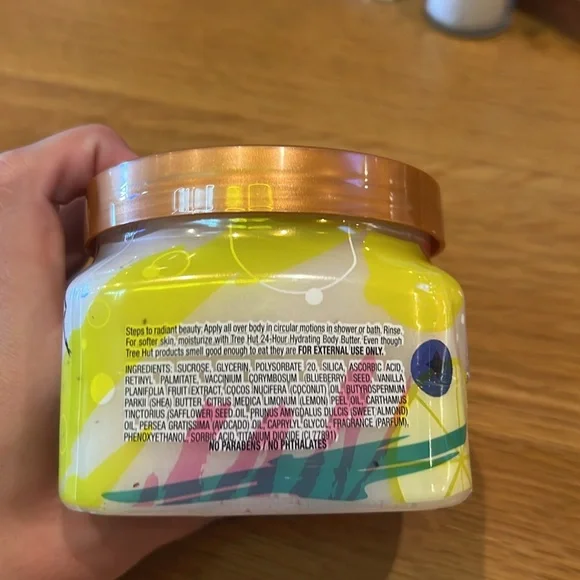 Steps to radiant beauty: Apply all over body in circular motions in shower or bath. Rinse.
For softer skin, moisturize with Tree Hut 24-Hour Hydrating Body Butter. Even though
Tree Hut products smell good enough to eat they are FOR EXTERNAL USE ONLY.
INGREDIENTS: SUCROSE, GLYCERIN, POLYSORBATE 20, SILICA, ASCORBIC ACID,
RETINYL PALMITATE, VACCINIUM CORYMBOSUM (BLUEBERRY) SEED, VANILLA
PLANIFOLIA FRUIT EXTRACT, COCOS NUCIFERA (COCONUT) OIL, BUTYROSPERMUM
PARKII (SHEA) BUTTER, CITRUS MEDICA LIMONUM (LEMON) PEEL OIL, CARTHAMUS
TINCTORIUS (SAFFLOWER) SEED OIL, PRUNUS AMYGDALUS DULCIS (SWEET ALMOND)
OIL, PERSEA GRATISSIMA (AVOCADO) OIL, CAPRYLYL GLYCOL, FRAGRANCE (PARFUM),
PHENOXYETHANOL, SORBIC ACID, TITANIUM DIOXIDE (CI 77891)
NO PARABENS / NO PHTHALATES